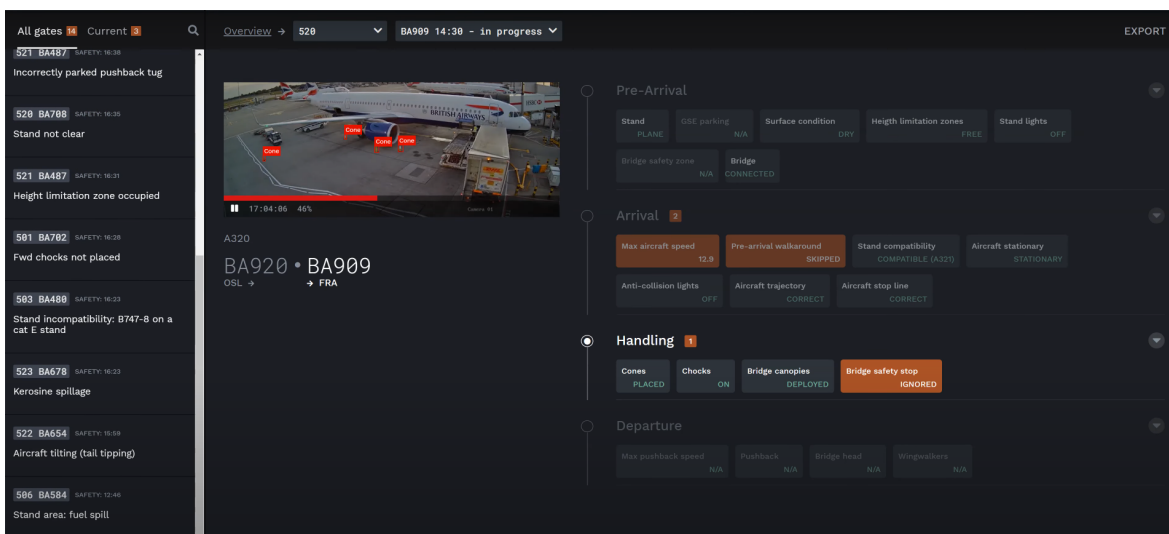 All gates 14 Current 3
Overview → 520 BA909 14:30 - in progress
EXPORT
521 BA487 SAFETY: 16:38
Incorrectly parked pushback tug
520 BA708 SAFETY: 16:35
Stand not clear
521 BA487 SAFETY: 16:31
Height limitation zone occupied
501 BA702 SAFETY: 16:28
Fwd chocks not placed
503 BA480 SAFETY: 16:23
Stand incompatibility: B747-8 on a
cat E stand
523 BA678 SAFETY: 16:23
Kerosine spillage
522 BA654 SAFETY: 15:59
Aircraft tilting (tail tipping)
506 BA584 SAFETY: 12:46
Stand area: fuel spill
BRITISH AIRWAYS
Cone
Cone
Cone
Cone
17:04:06 46%
Camera 01
A320
BA920 • BA909
OSL → → FRA
Pre-Arrival
Stand
PLANE
GSE parking
N/A
Surface condition
DRY
Heigth limitation zones
FREE
Stand lights
OFF
Bridge safety zone
N/A
Bridge
CONNECTED
Arrival 2
Max aircraft speed
12.9
Pre-arrival walkaround
SKIPPED
Stand compatibility
COMPATIBLE (A321)
Aircraft stationary
STATIONARY
Anti-collision lights
OFF
Aircraft trajectory
CORRECT
Aircraft stop line
CORRECT
Handling 1
Cones
PLACED
Chocks
ON
Bridge canopies
DEPLOYED
Bridge safety stop
IGNORED
Departure
Max pushback speed
N/A
Pushback
N/A
Bridge head
N/A
Wingwalkers
N/A